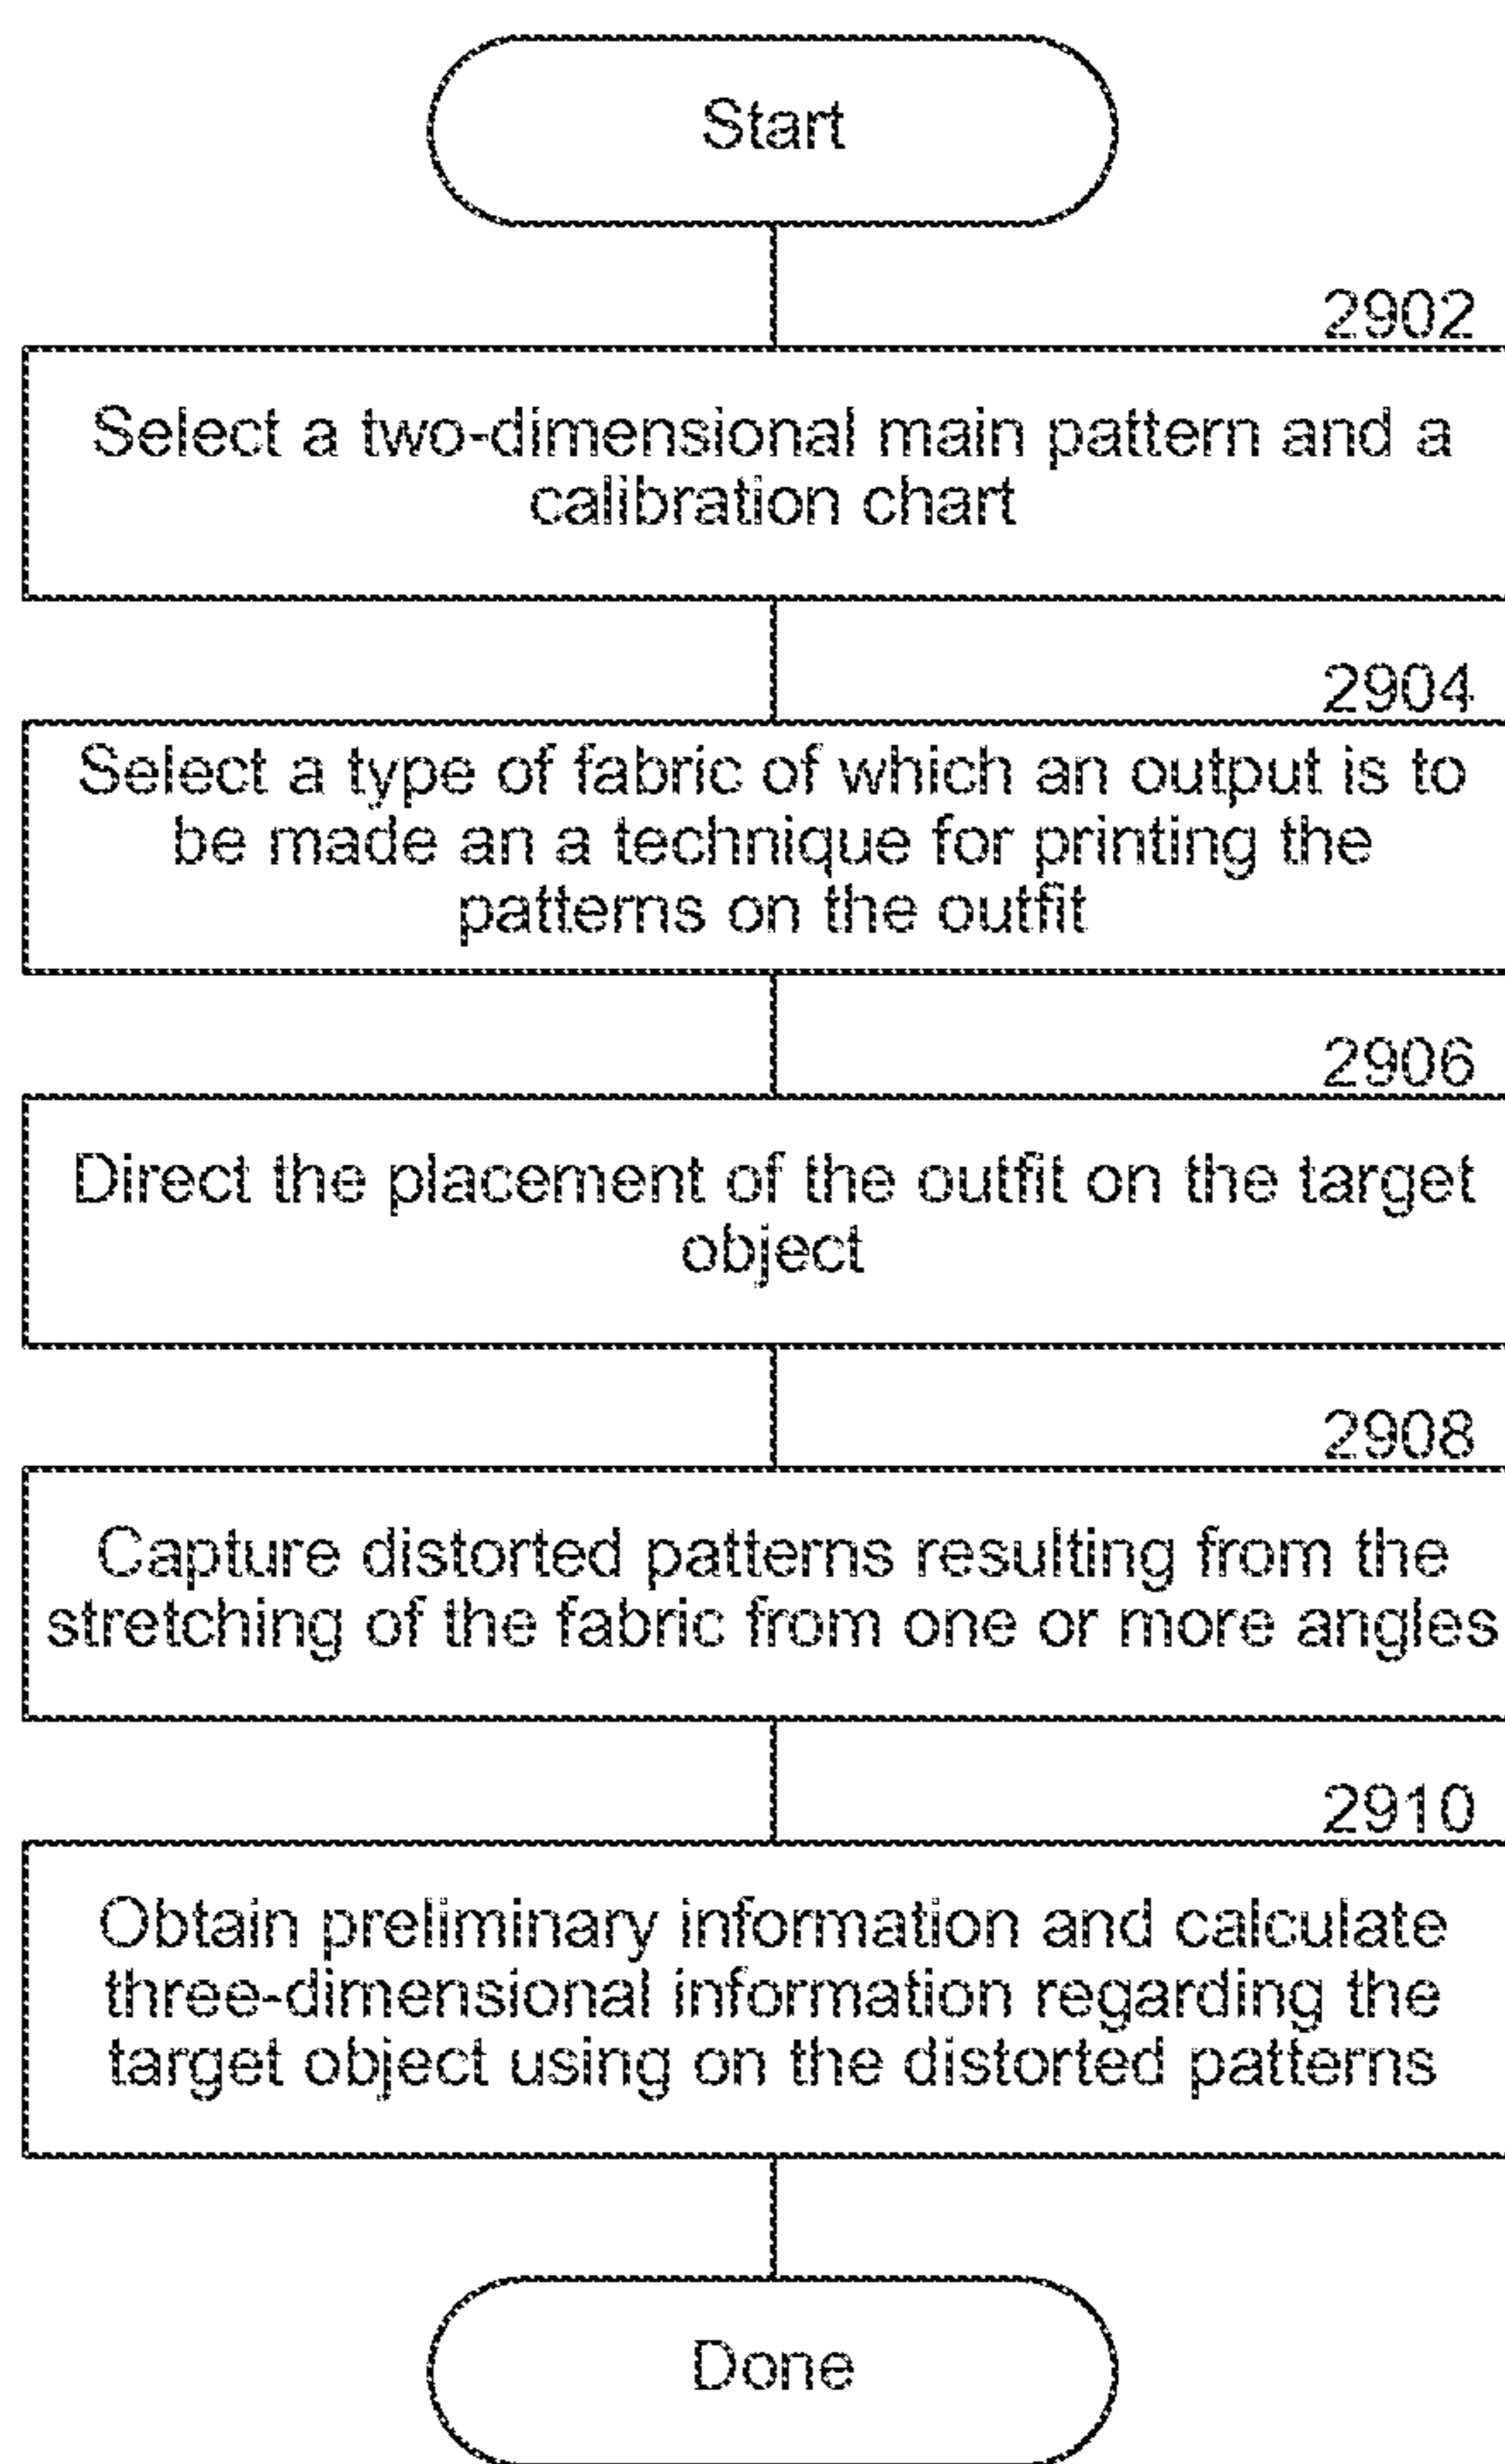 Start
2902
Select a two-dimensional main pattern and a
calibration chart
2904
Select a type of fabric of which an output is to
be made an a technique for printing the
patterns on the outfit
2906
Direct the placement of the outfit on the target
object
2908
Capture distorted patterns resulting from the
stretching of the fabric from one or more angles
2910
Obtain preliminary information and calculate
three-dimensional information regarding the
target object using on the distorted patterns
Done